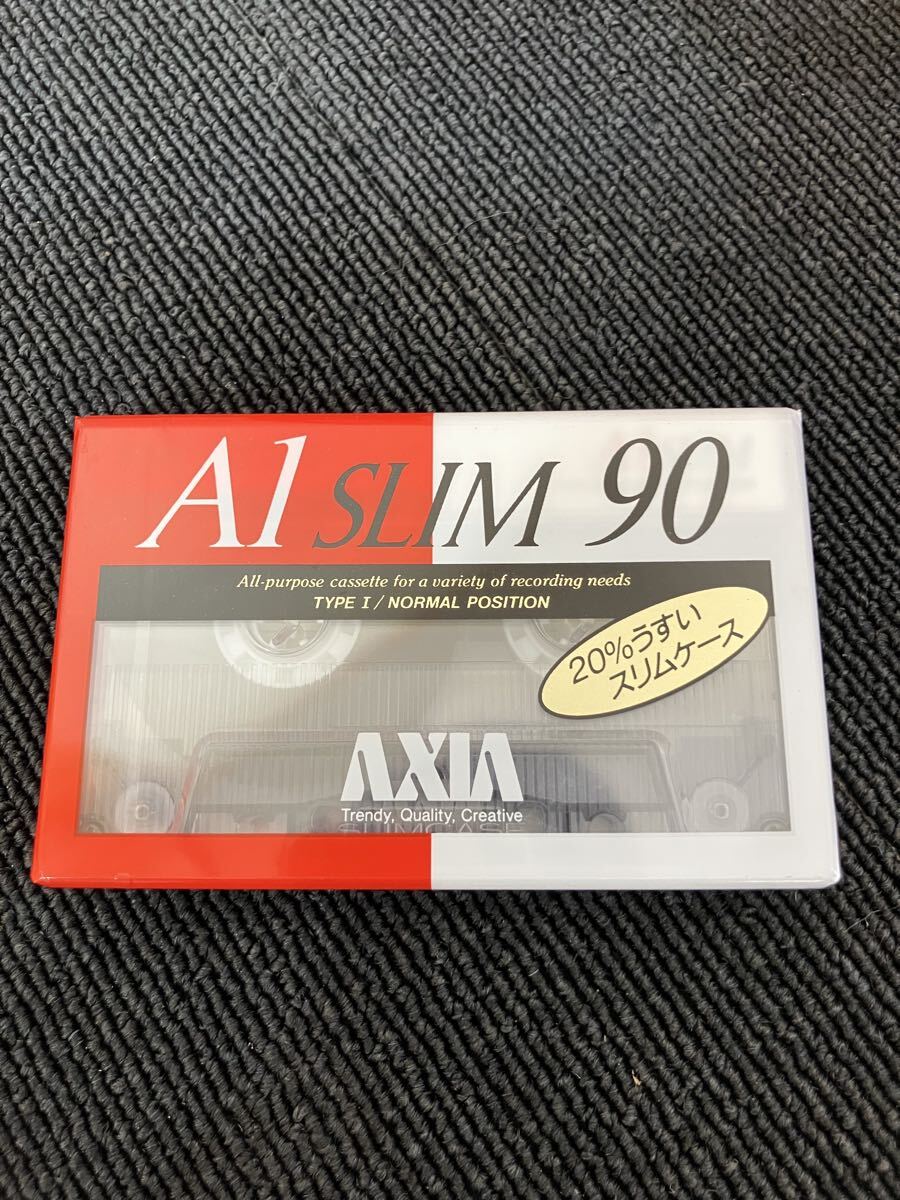 A1 SLIM 90
All-purpose cassette for a variety of recording needs
TYPE I / NORMAL POSITION
20%うすい
スリムケース
AXIA
Trendy, Quality, Creative
SLIMCASE